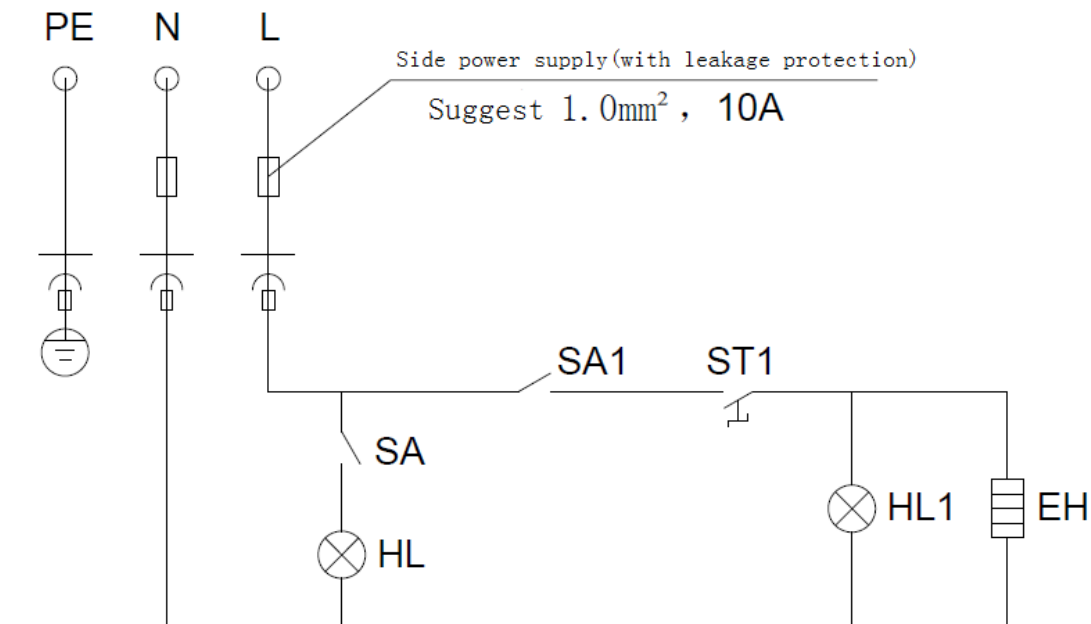 PE N L
Side power supply(with leakage protection)
Suggest 1.0mm², 10A
SA1 ST1
SA
HL1 EH
HL